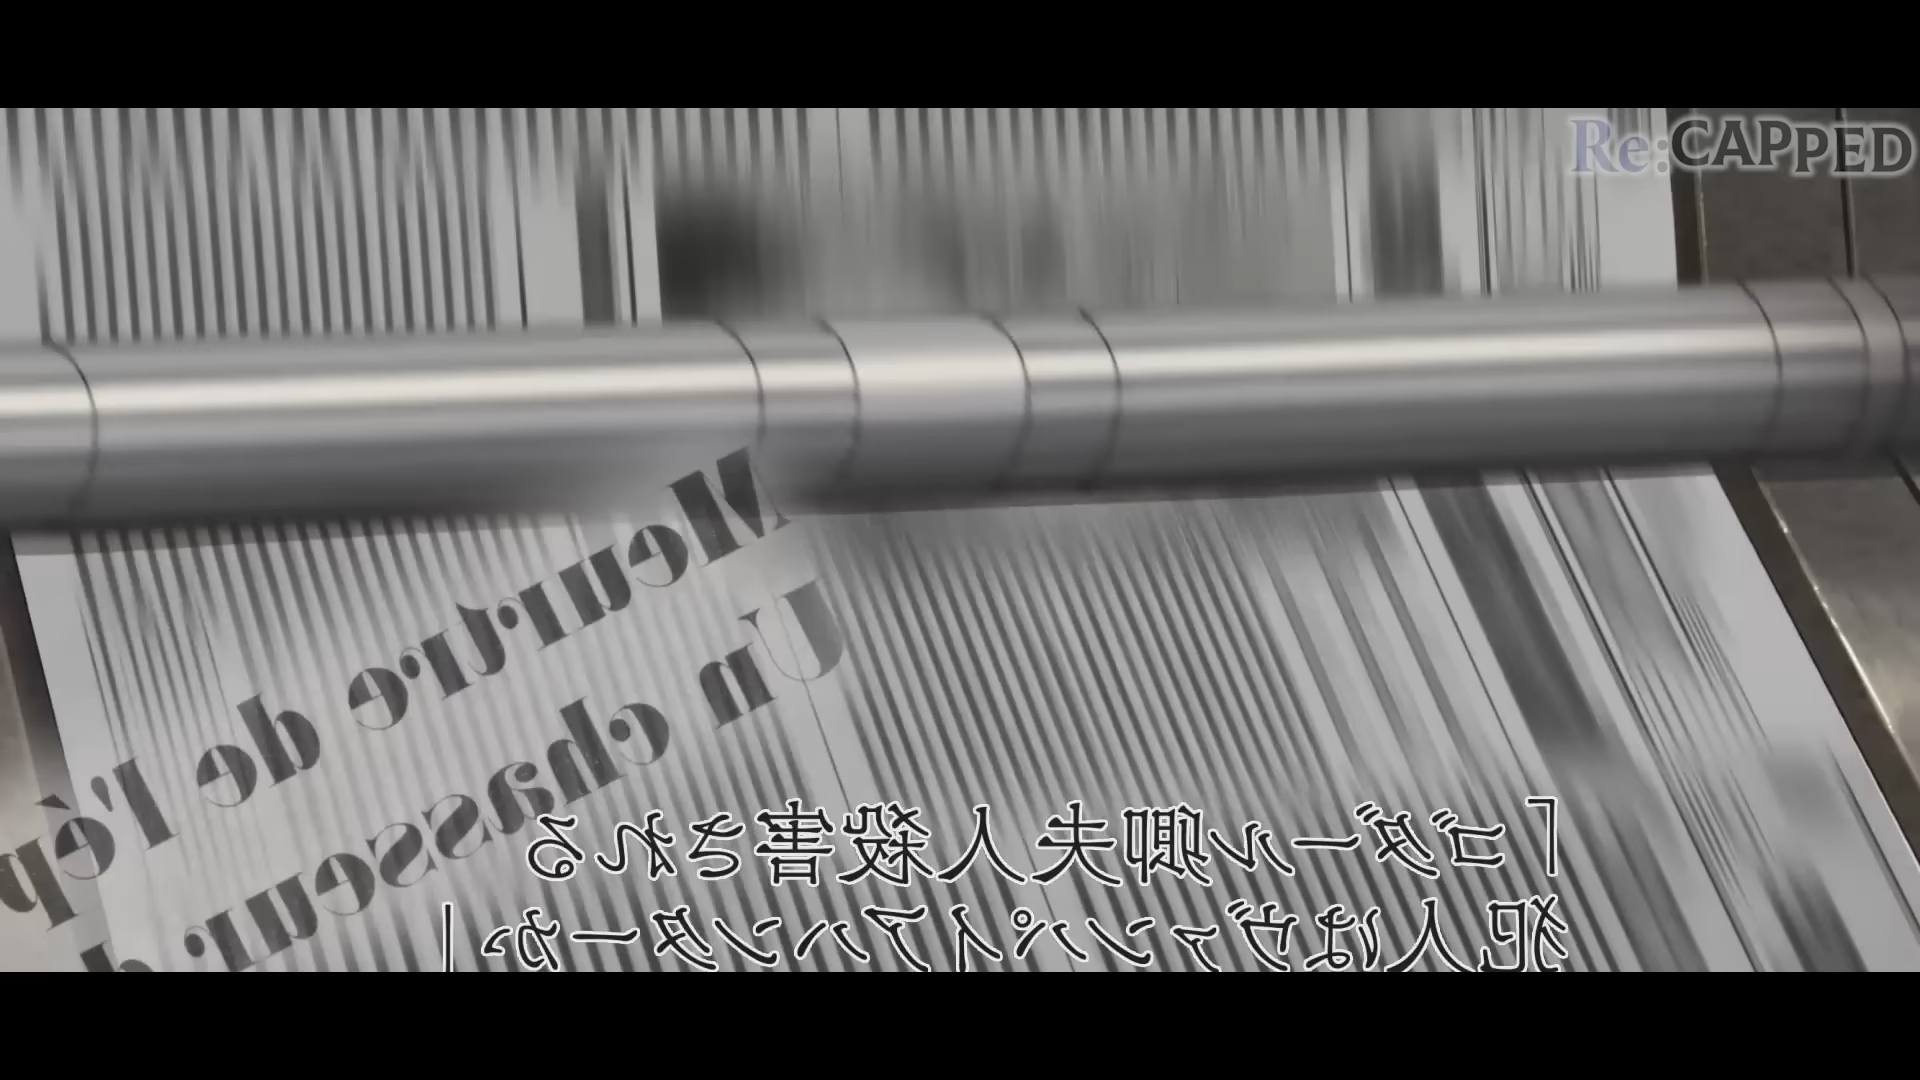 Re:CAPPED
Meurtre de l'ép
Un chasseur
「ゴダール卿夫人殺害される
犯人はヴァンパイアハンターか」